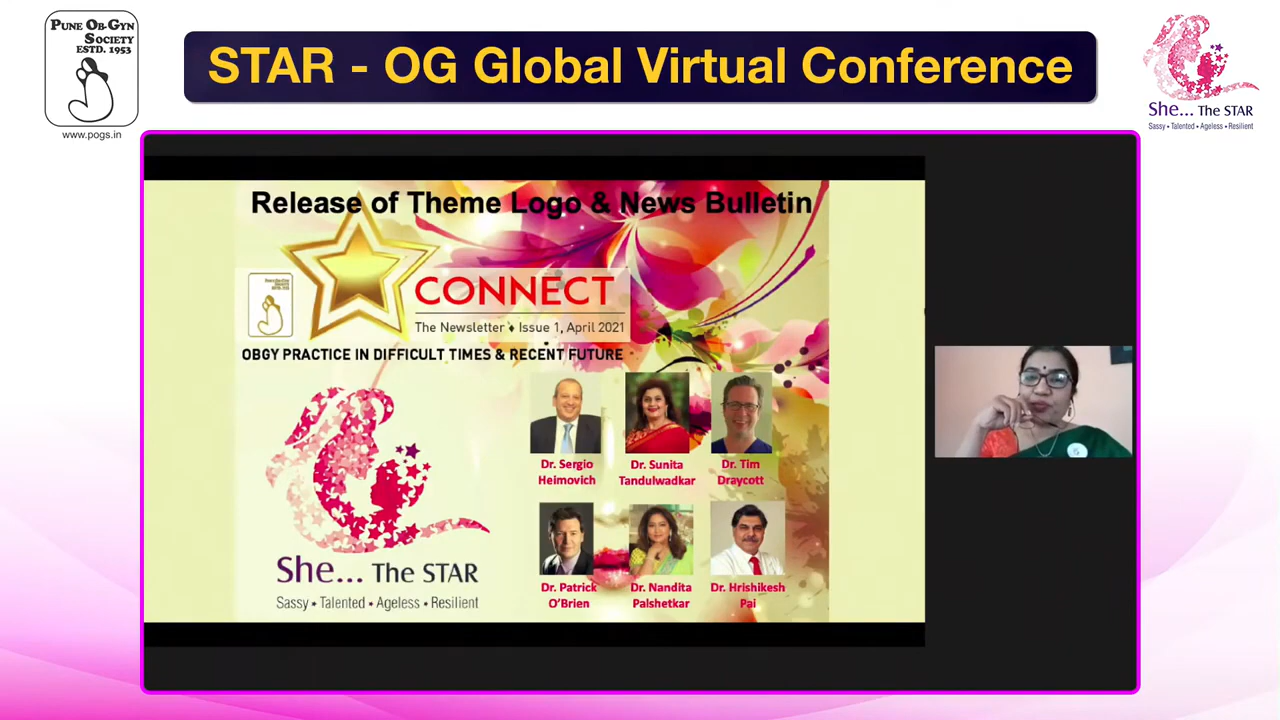 PUNE OB-GYN
SOCIETY
ESTD. 1953
www.pogs.in
STAR - OG Global Virtual Conference
She... The STAR
Sassy • Talented • Ageless • Resilient
Release of Theme Logo & News Bulletin
CONNECT
The Newsletter ♦ Issue 1, April 2021
OBGY PRACTICE IN DIFFICULT TIMES & RECENT FUTURE
Dr. Sergio
Heimovich
Dr. Sunita
Tandulwadkar
Dr. Tim
Draycott
Dr. Patrick
O'Brien
Dr. Nandita
Palshetkar
Dr. Hrishikesh
Pai
She... The STAR
Sassy ★ Talented ★ Ageless ★ Resilient